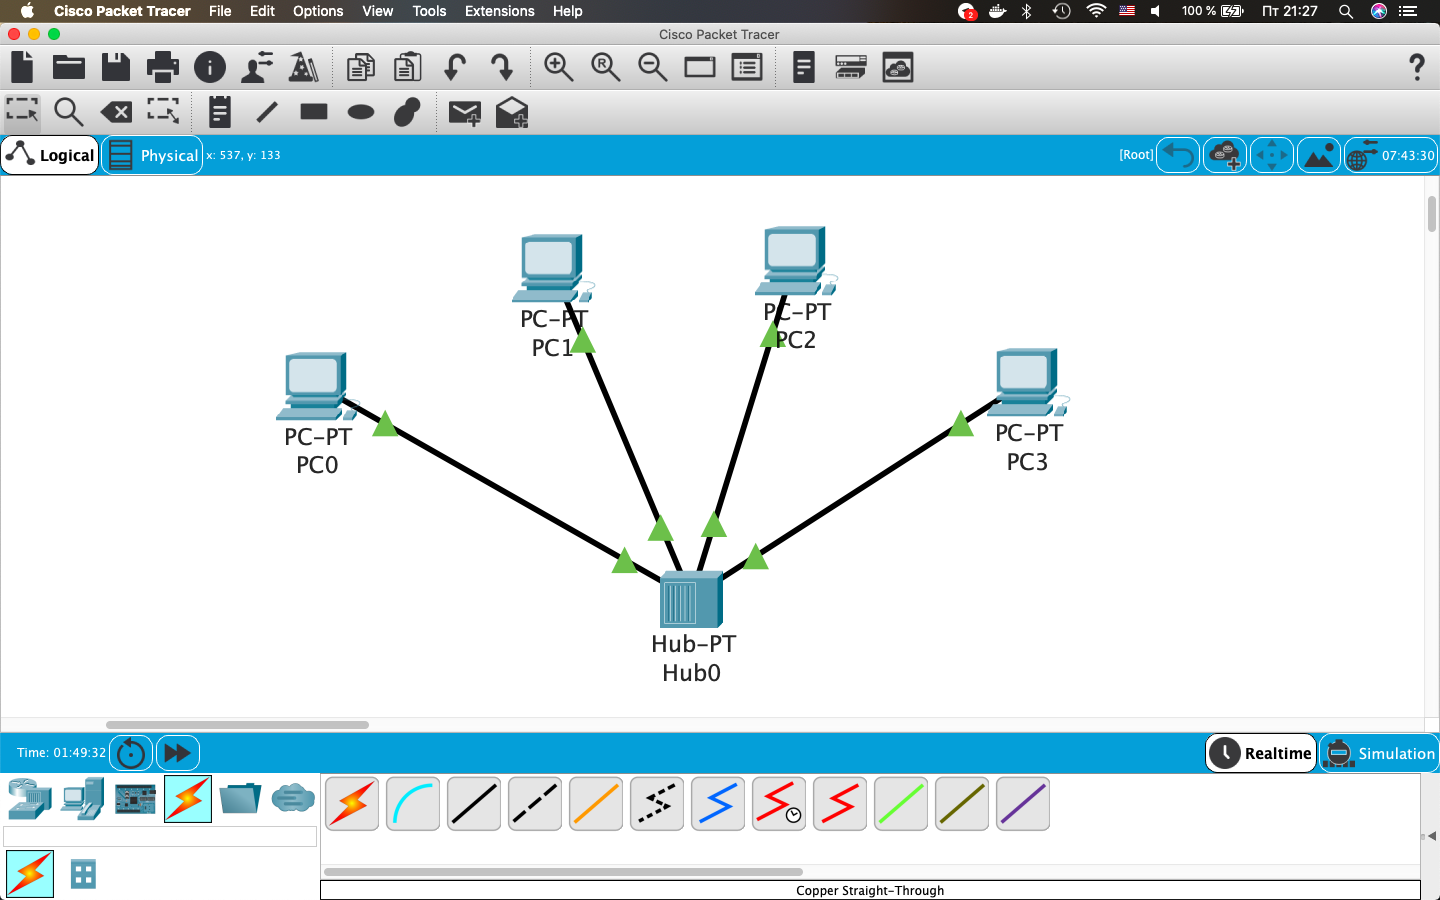 Cisco Packet Tracer File Edit Options View Tools Extensions Help 2 100 % Пт 21:27
Cisco Packet Tracer
i R ?
Logical Physical x: 537, y: 133 [Root] 07:43:30
PC-PT
PC1
PC-PT
PC2
PC-PT
PC0
PC-PT
PC3
Hub-PT
Hub0
Time: 01:49:32 Realtime Simulation
Copper Straight-Through